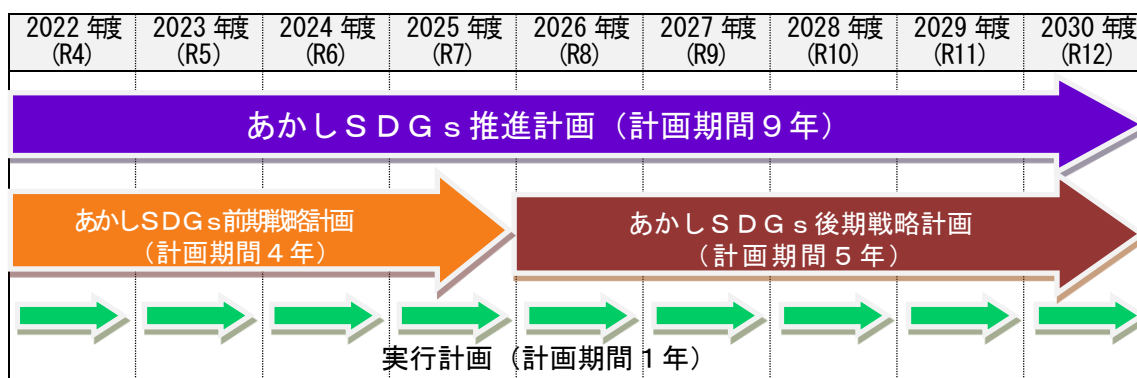 2022 年度 2023 年度 2024 年度 2025 年度 2026 年度 2027 年度 2028 年度 2029 年度 2030 年度
(R4) (R5) (R6) (R7) (R8) (R9) (R10) (R11) (R12)
あかしＳＤＧｓ推進計画（計画期間９年）
あかしＳＤＧｓ前期戦略計画
（計画期間４年）
あかしＳＤＧｓ後期戦略計画
（計画期間５年）
実行計画（計画期間１年）